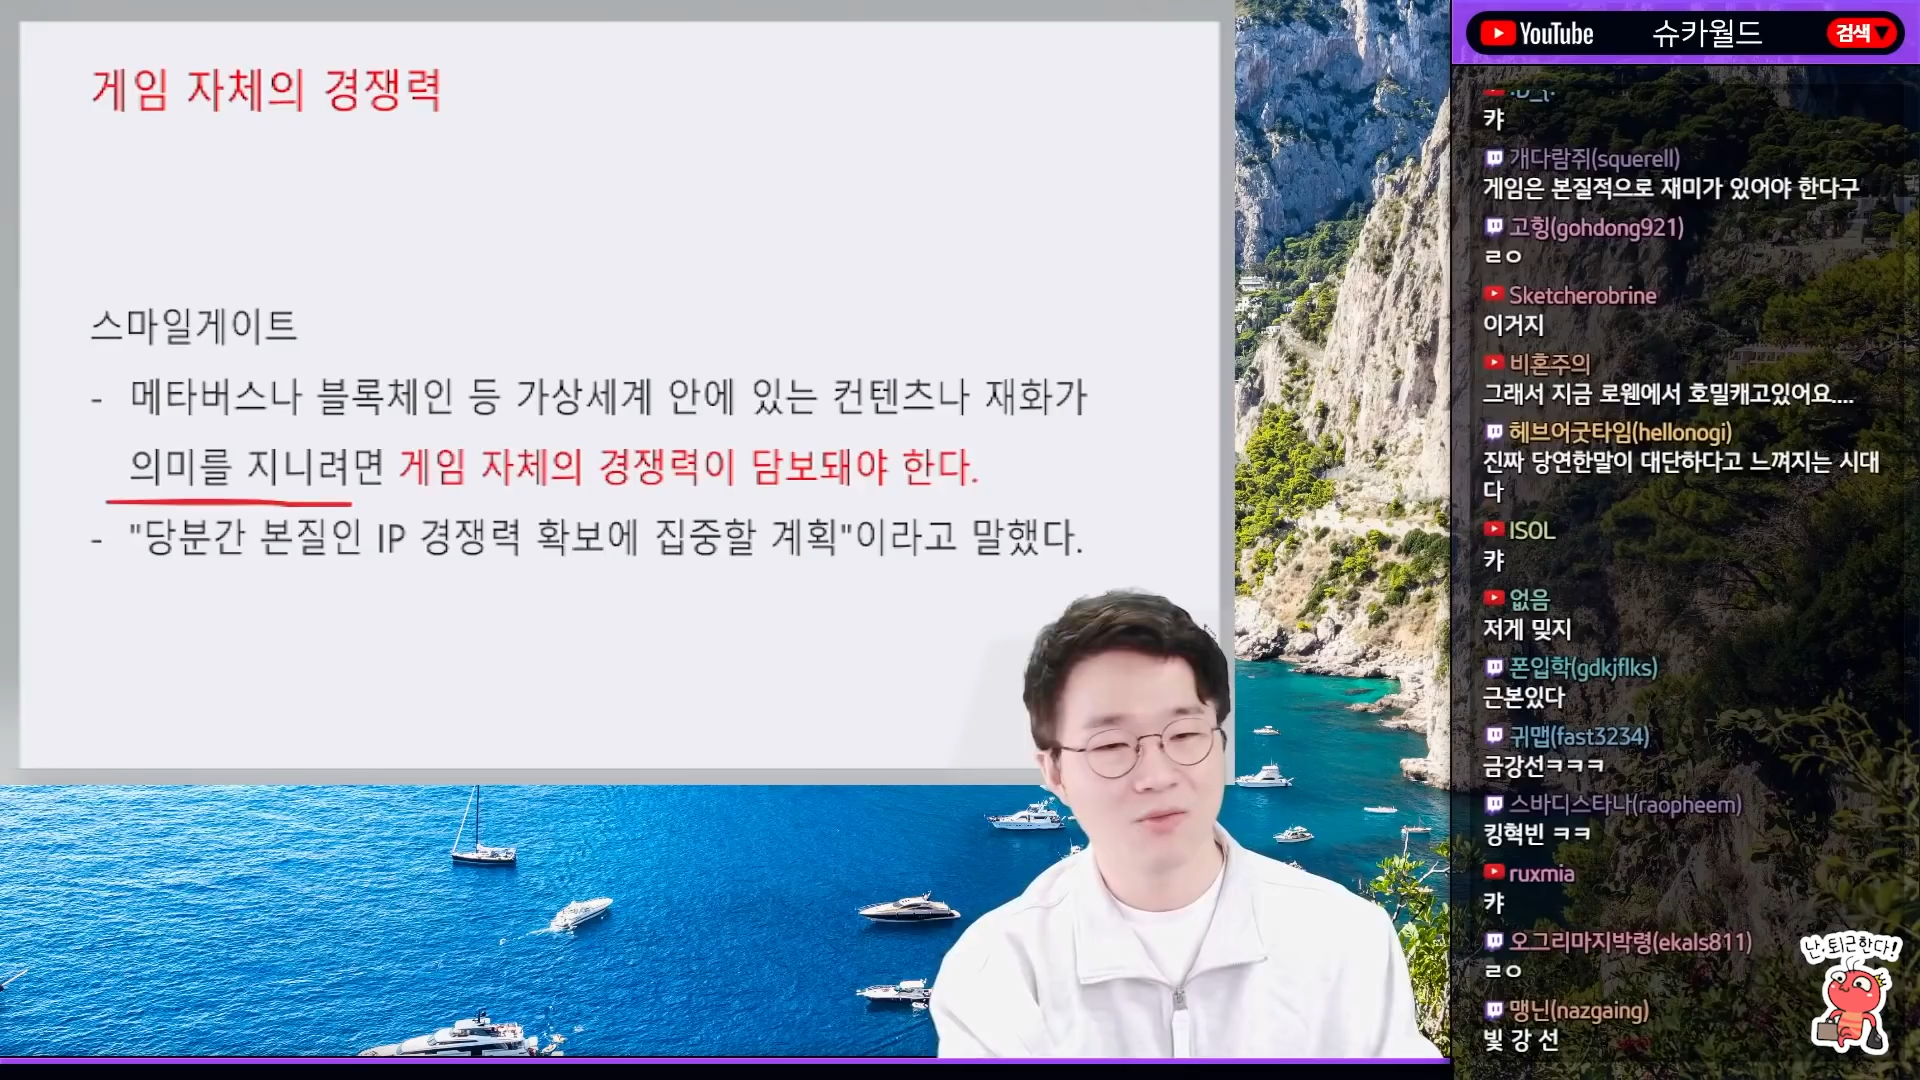 게임 자체의 경쟁력
스마일게이트
- 메타버스나 블록체인 등 가상세계 안에 있는 컨텐츠나 재화가
의미를 지니려면 게임 자체의 경쟁력이 담보돼야 한다.
- "당분간 본질인 IP 경쟁력 확보에 집중할 계획"이라고 말했다.
YouTube 슈카월드 검색▼
캬
개다람쥐(squerell)
게임은 본질적으로 재미가 있어야 한다구
고힝(gohdong921)
ㄹㅇ
Sketcherobrine
이거지
비혼주의
그래서 지금 로웬에서 호밀캐고있어요....
헤브어굿타임(hellonogi)
진짜 당연한말이 대단하다고 느껴지는 시대
다
ISOL
캬
없음
저게 밎지
폰입학(gdkjflks)
근본있다
귀맵(fast3234)
금강선ㅋㅋㅋ
스바디스타나(raopheem)
킹혁빈 ㅋㅋ
ruxmia
캬
오그리마지박령(ekals811)
ㄹㅇ
맹닌(nazgaing)
빛 강 선
난, 퇴근한다!